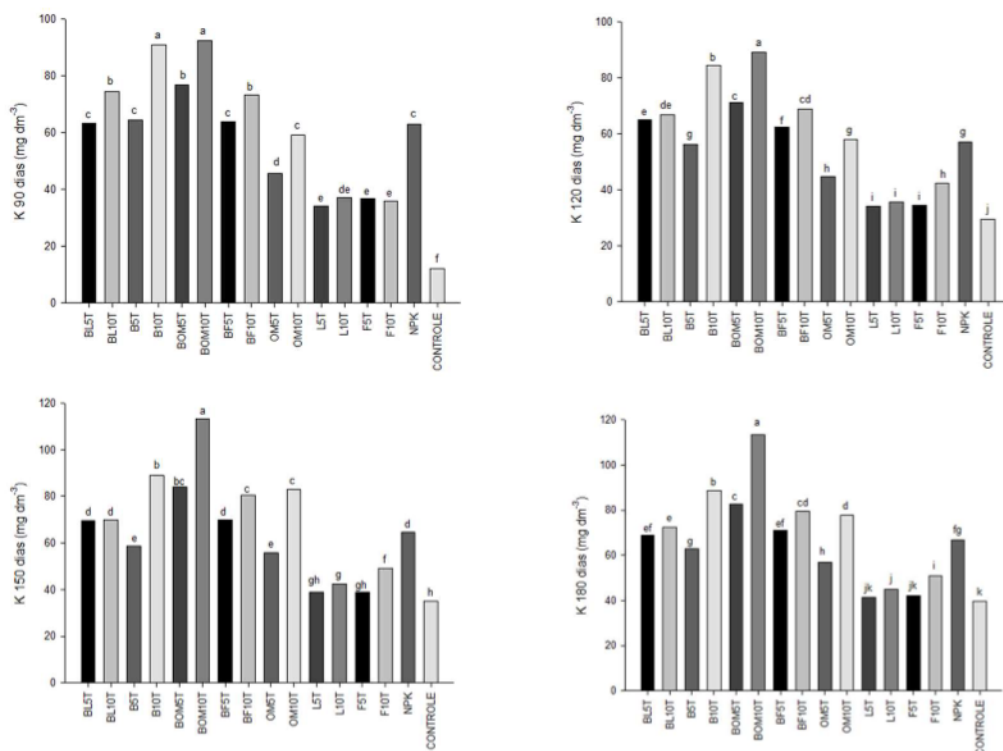 100
80
60
40
20
0
K 90 dias (mg dm⁻³)
c b c a b a c b d c e de e e c f
BL5T BL10T B5T B10T BOM5T BOM10T BF5T BF10T OM5T OM10T L5T L10T F5T F10T NPK CONTROLE
100
80
60
40
20
0
K 120 dias (mg dm⁻³)
e de g b c a f cd h g i i i h g j
BL5T BL10T B5T B10T BOM5T BOM10T BF5T BF10T OM5T OM10T L5T L10T F5T F10T NPK CONTROLE
120
100
80
60
40
20
0
K 150 dias (mg dm⁻³)
d d e b bc a d c e c gh g gh f d h
BL5T BL10T B5T B10T BOM5T BOM10T BF5T BF10T OM5T OM10T L5T L10T F5T F10T NPK CONTROLE
120
100
80
60
40
20
0
K 180 dias (mg dm⁻³)
ef e g b c a ef cd h d jk j jk i fg k
BL5T BL10T B5T B10T BOM5T BOM10T BF5T BF10T OM5T OM10T L5T L10T F5T F10T NPK CONTROLE